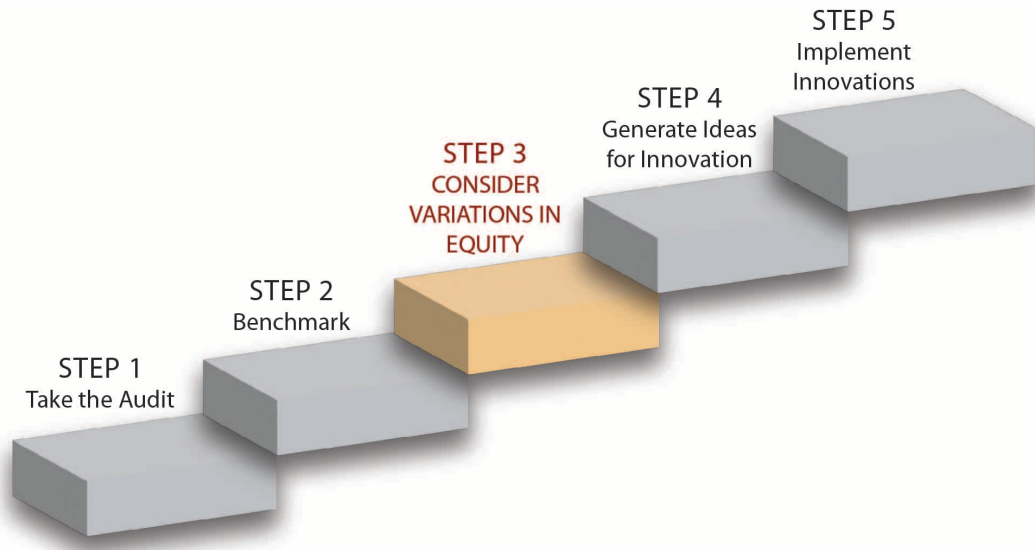 STEP 1
Take the Audit
STEP 2
Benchmark
STEP 3
CONSIDER
VARIATIONS IN
EQUITY
STEP 4
Generate Ideas
for Innovation
STEP 5
Implement
Innovations